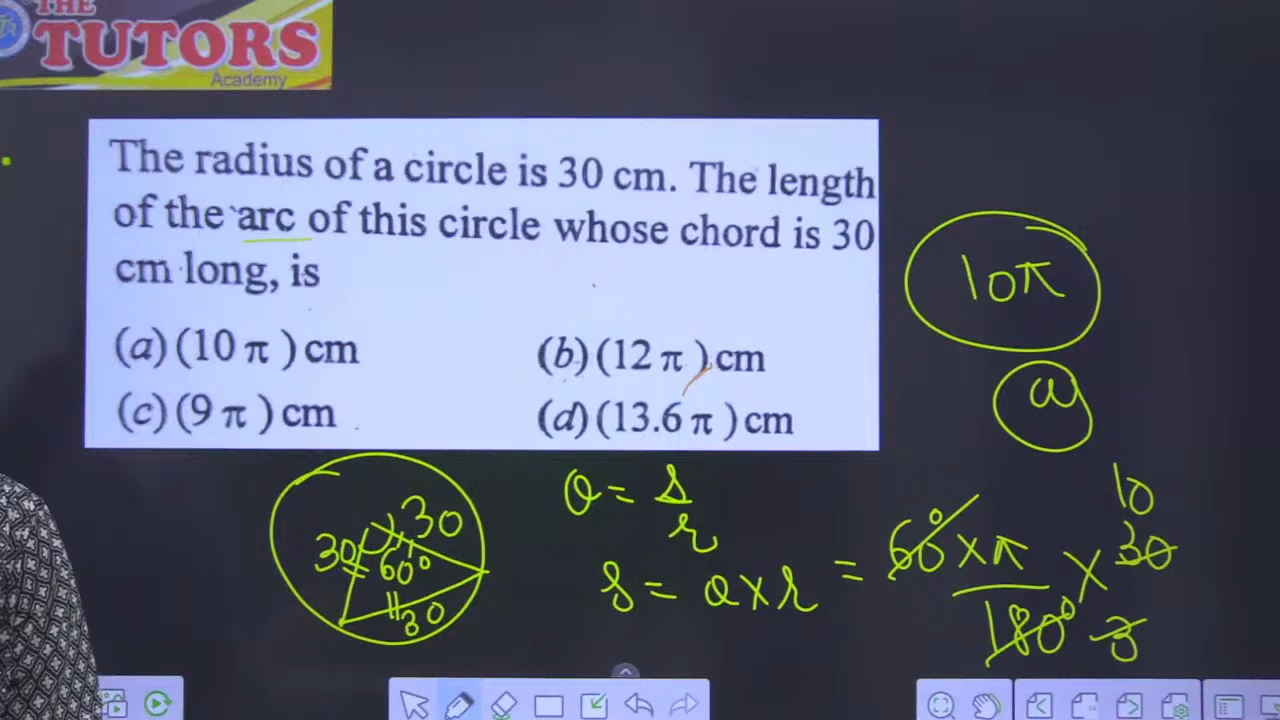 THE
TUTORS
Academy
The radius of a circle is 30 cm. The length
of the arc of this circle whose chord is 30
cm long, is
(a) (10 π ) cm (b) (12 π ) cm
(c) (9 π ) cm (d) (13.6 π ) cm
10π
a
30 30
60°
30
θ = s/r
s = θ × r = 60° × π / 180° × 30
3
10